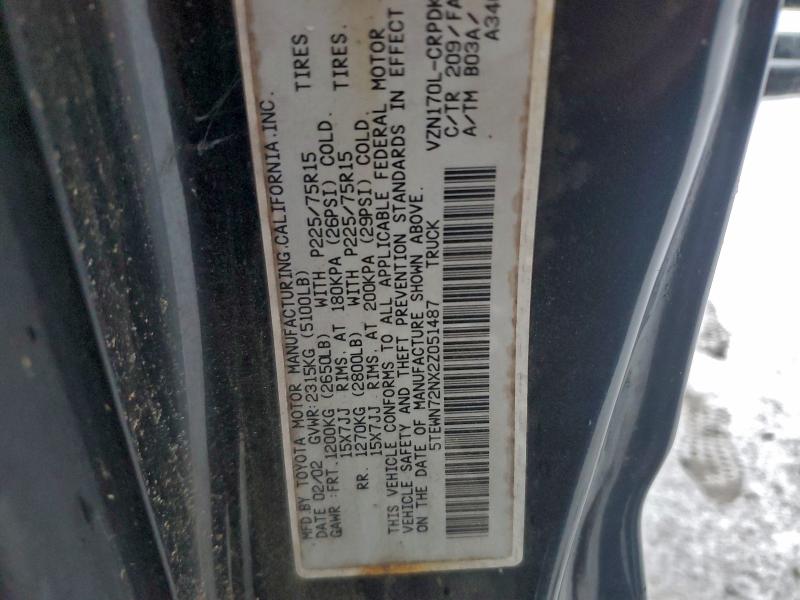 MFD BY TOYOTA MOTOR MANUFACTURING CALIFORNIA.INC.
DATE 02/02 GVWR:2315KG (5100LB)
GAWR :FRT.1200KG (2650LB) WITH P225/75R15 TIRES
15X7JJ RIMS. AT 180KPA (26PSI) COLD.
RR. 1270KG (2800LB) WITH P225/75R15 TIRES.
15X7JJ RIMS. AT 200KPA (29PSI) COLD.
THIS VEHICLE CONFORMS TO ALL APPLICABLE FEDERAL MOTOR
VEHICLE SAFETY AND THEFT PREVENTION STANDARDS IN EFFECT
ON THE DATE OF MANUFACTURE SHOWN ABOVE.
5TEWN72NX2Z051487 TRUCK
VZN170L-CRPDK
C/TR 209/FA
A/TM B03A/